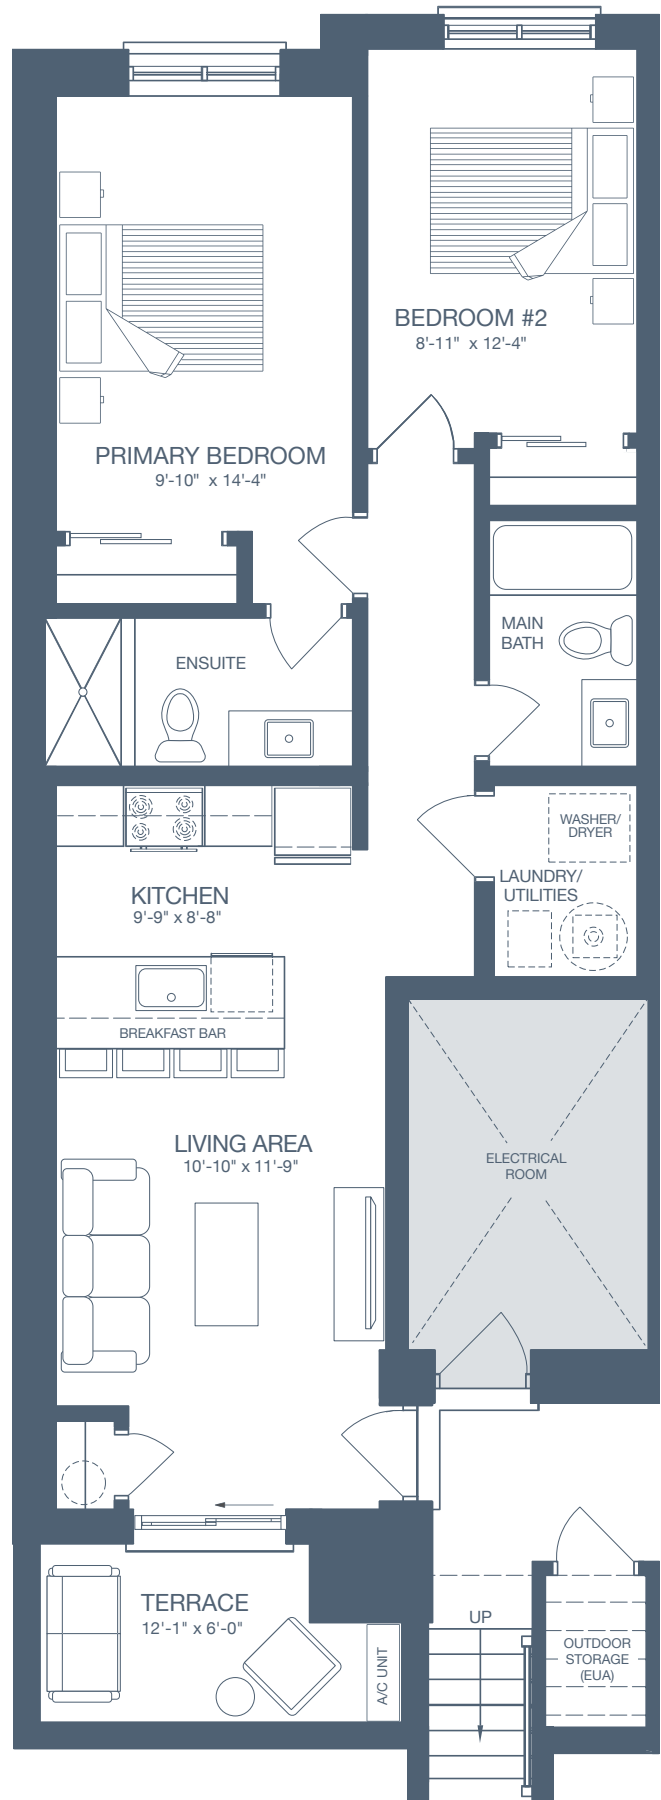 BEDROOM #2
8'-11" x 12'-4"
PRIMARY BEDROOM
9'-10" x 14'-4"
MAIN
BATH
ENSUITE
WASHER/
DRYER
LAUNDRY/
UTILITIES
KITCHEN
9'-9" x 8'-8"
BREAKFAST BAR
LIVING AREA
10'-10" x 11'-9"
ELECTRICAL
ROOM
TERRACE
12'-1" x 6'-0"
A/C UNIT
UP
OUTDOOR
STORAGE
(EUA)